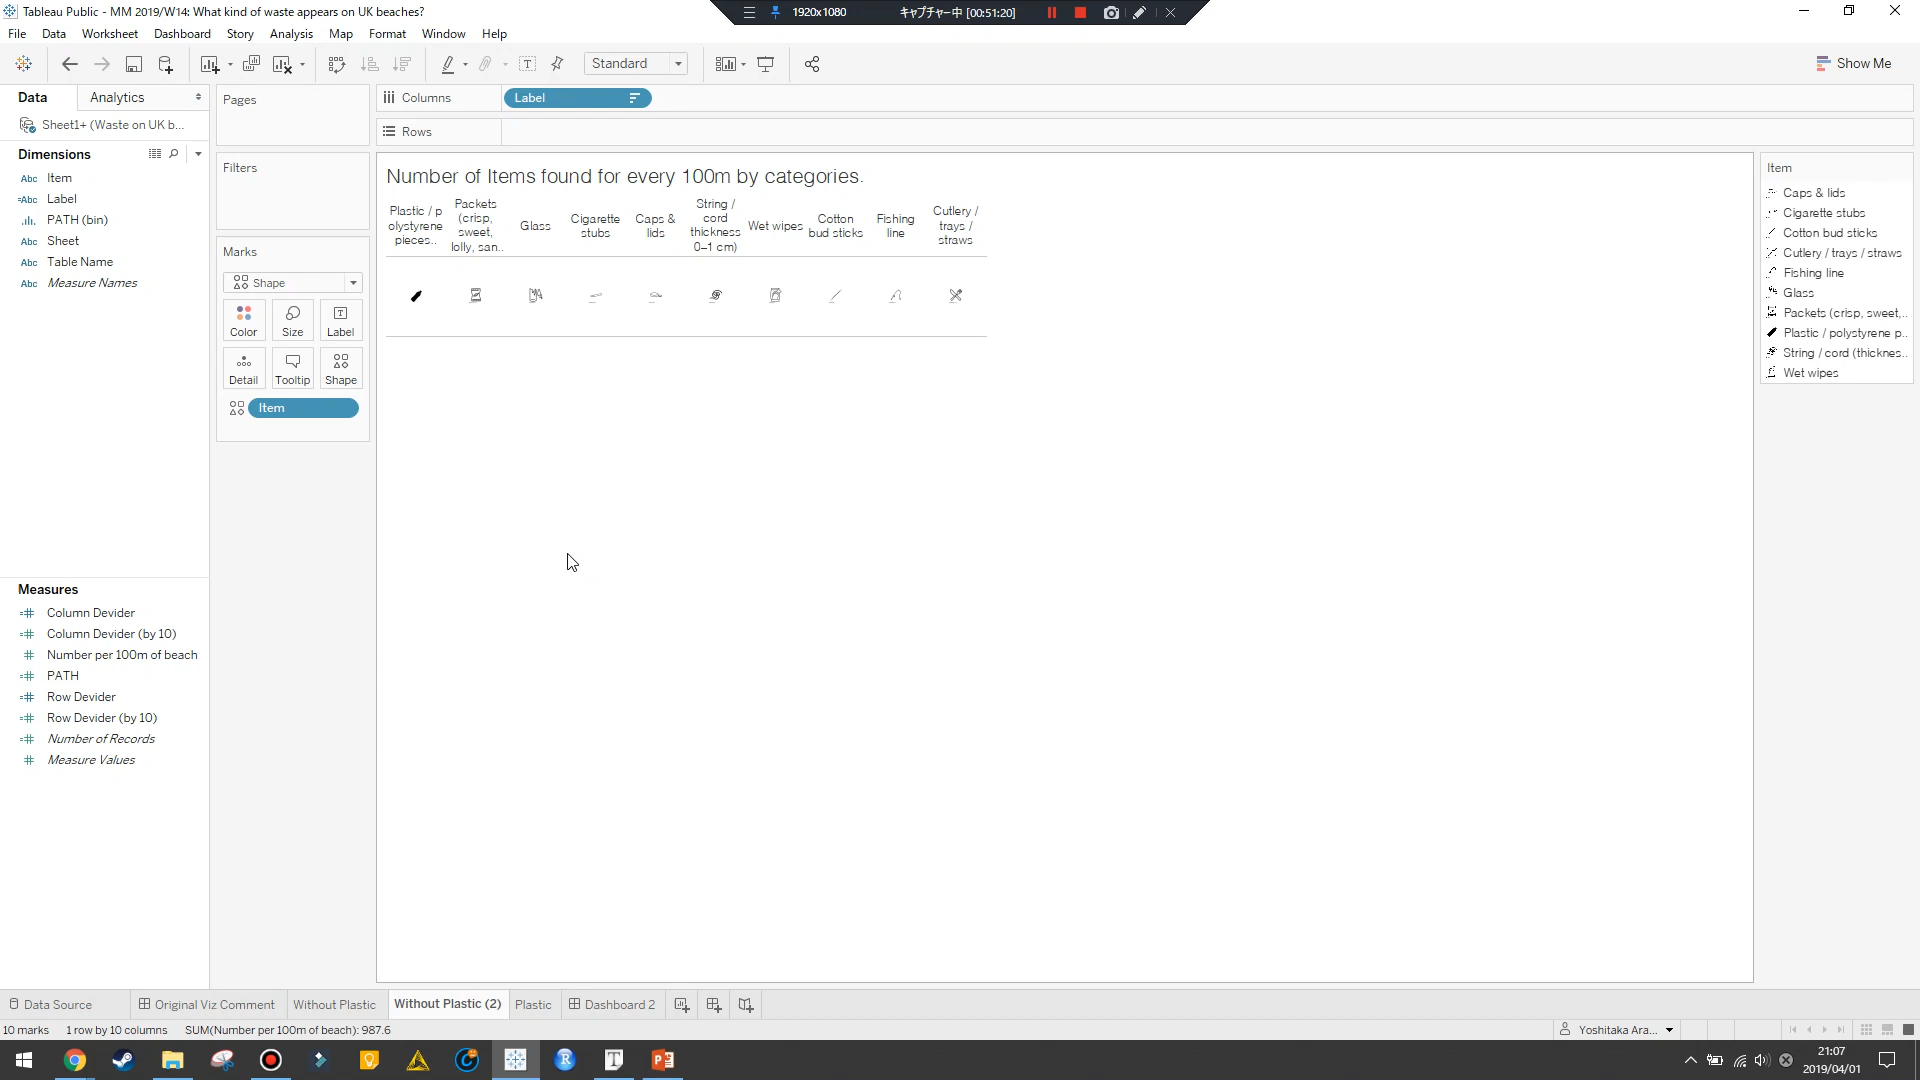 Tableau Public - MM 2019/W14: What kind of waste appears on UK beaches?
1920x1080
キャプチャー中 [00:51:20]
File Data Worksheet Dashboard Story Analysis Map Format Window Help
Standard
Show Me
Data
Analytics
Sheet1+ (Waste on UK b...
Dimensions
Abc Item
=Abc Label
PATH (bin)
Abc Sheet
Abc Table Name
Abc Measure Names
Measures
=# Column Devider
=# Column Devider (by 10)
# Number per 100m of beach
=# PATH
=# Row Devider
=# Row Devider (by 10)
=# Number of Records
# Measure Values
Pages
Filters
Marks
Shape
Color
Size
Label
Detail
Tooltip
Shape
Item
Columns
Label
Rows
Number of Items found for every 100m by categories.
Plastic / p
olystyrene
pieces..
Packets
(crisp,
sweet,
lolly, san..
Glass
Cigarette
stubs
Caps &
lids
String /
cord
thickness
0-1 cm)
Wet wipes
Cotton
bud sticks
Fishing
line
Cutlery /
trays /
straws
Item
Caps & lids
Cigarette stubs
Cotton bud sticks
Cutlery / trays / straws
Fishing line
Glass
Packets (crisp, sweet,..
Plastic / polystyrene p..
String / cord (thicknes..
Wet wipes
Data Source
Original Viz Comment
Without Plastic
Without Plastic (2)
Plastic
Dashboard 2
10 marks
1 row by 10 columns
SUM(Number per 100m of beach): 987.6
Yoshitaka Ara...
21:07
2019/04/01